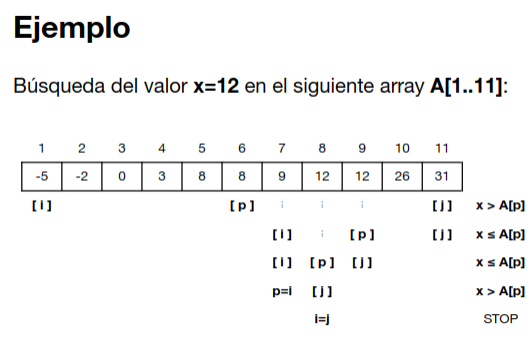 Ejemplo
Búsqueda del valor x=12 en el siguiente array A[1..11]:
1 2 3 4 5 6 7 8 9 10 11
-5 -2 0 3 8 8 9 12 12 26 31
[i] [p] i i i [j] x > A[p]
[i] i [p] [j] x ≤ A[p]
[i] [p] [j] x ≤ A[p]
p=i [j] x > A[p]
i=j STOP